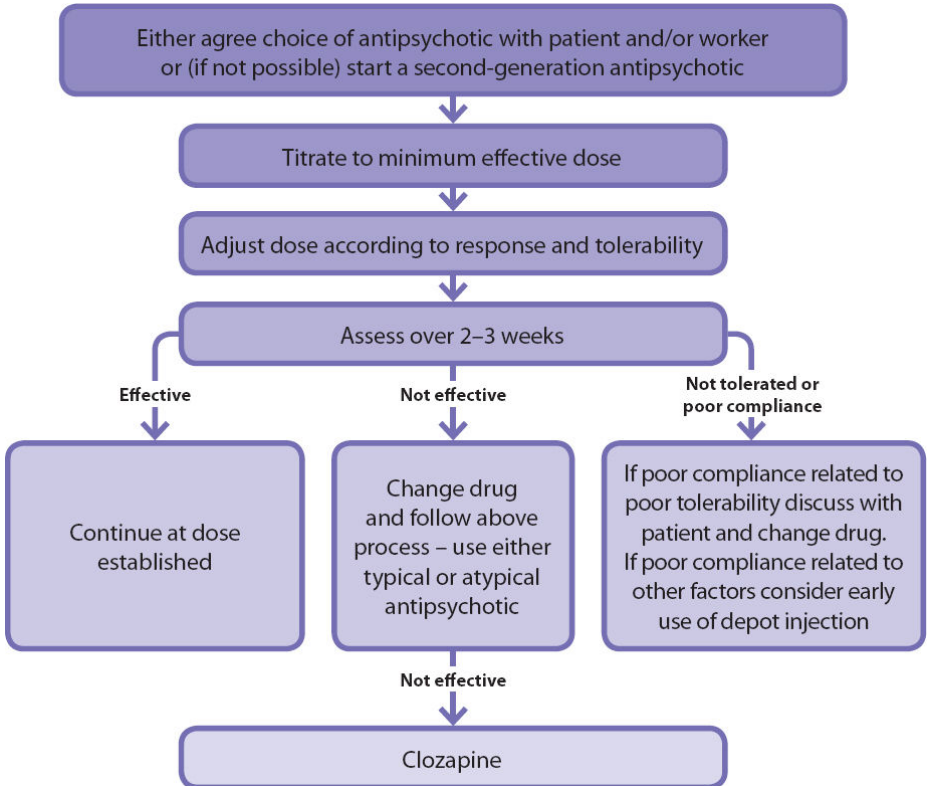 Either agree choice of antipsychotic with patient and/or worker
or (if not possible) start a second-generation antipsychotic
Titrate to minimum effective dose
Adjust dose according to response and tolerability
Assess over 2–3 weeks
Effective
Not effective
Not tolerated or
poor compliance
Continue at dose
established
Change drug
and follow above
process – use either
typical or atypical
antipsychotic
If poor compliance related to
poor tolerability discuss with
patient and change drug.
If poor compliance related to
other factors consider early
use of depot injection
Not effective
Clozapine